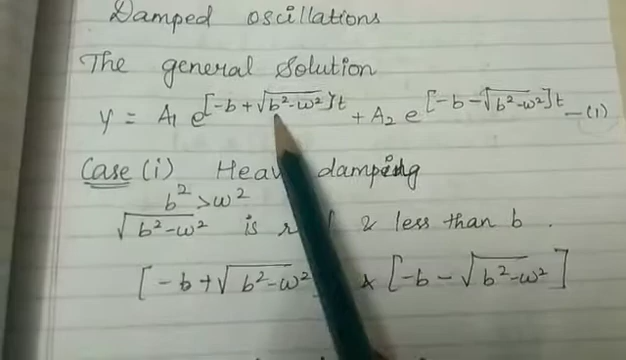 Damped oscillations
The general solution
y = A₁ e^[-b + √b²-ω²]t + A₂ e^[-b - √b²-ω²]t — (1)
Case (i) Heavy damping
b² > ω²
√b²-ω² is & less than b .
[-b + √b²-ω² & [-b - √b²-ω²]